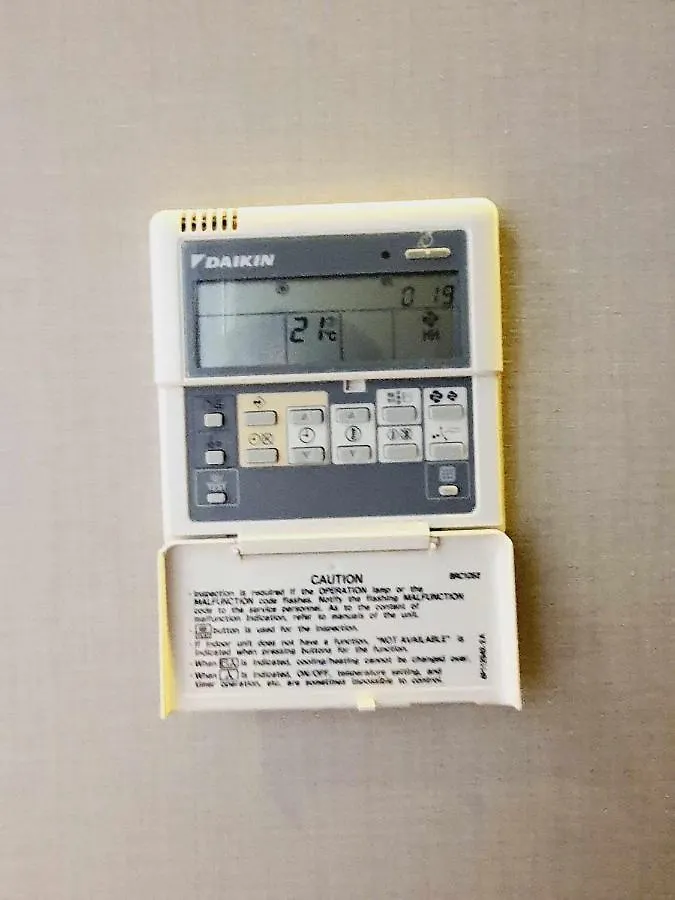 DAIKIN
0 19
21°C
TEST
CAUTION
BRC1C52
- Inspection is required if the OPERATION lamp or the
MALFUNCTION code flashes. Notify the flashing MALFUNCTION
code to the service personnel. As to the content of
malfunction indication, refer to manuals of the unit.
- button is used for the inspection.
- If indoor unit does not have a function, "NOT AVAILABLE" is
indicated when pressing buttons for the function.
- When is indicated, cooling/heating cannot be changed over.
- When is indicated, ON/OFF, temperature setting, and
timer operation, etc. are sometimes impossible to control.